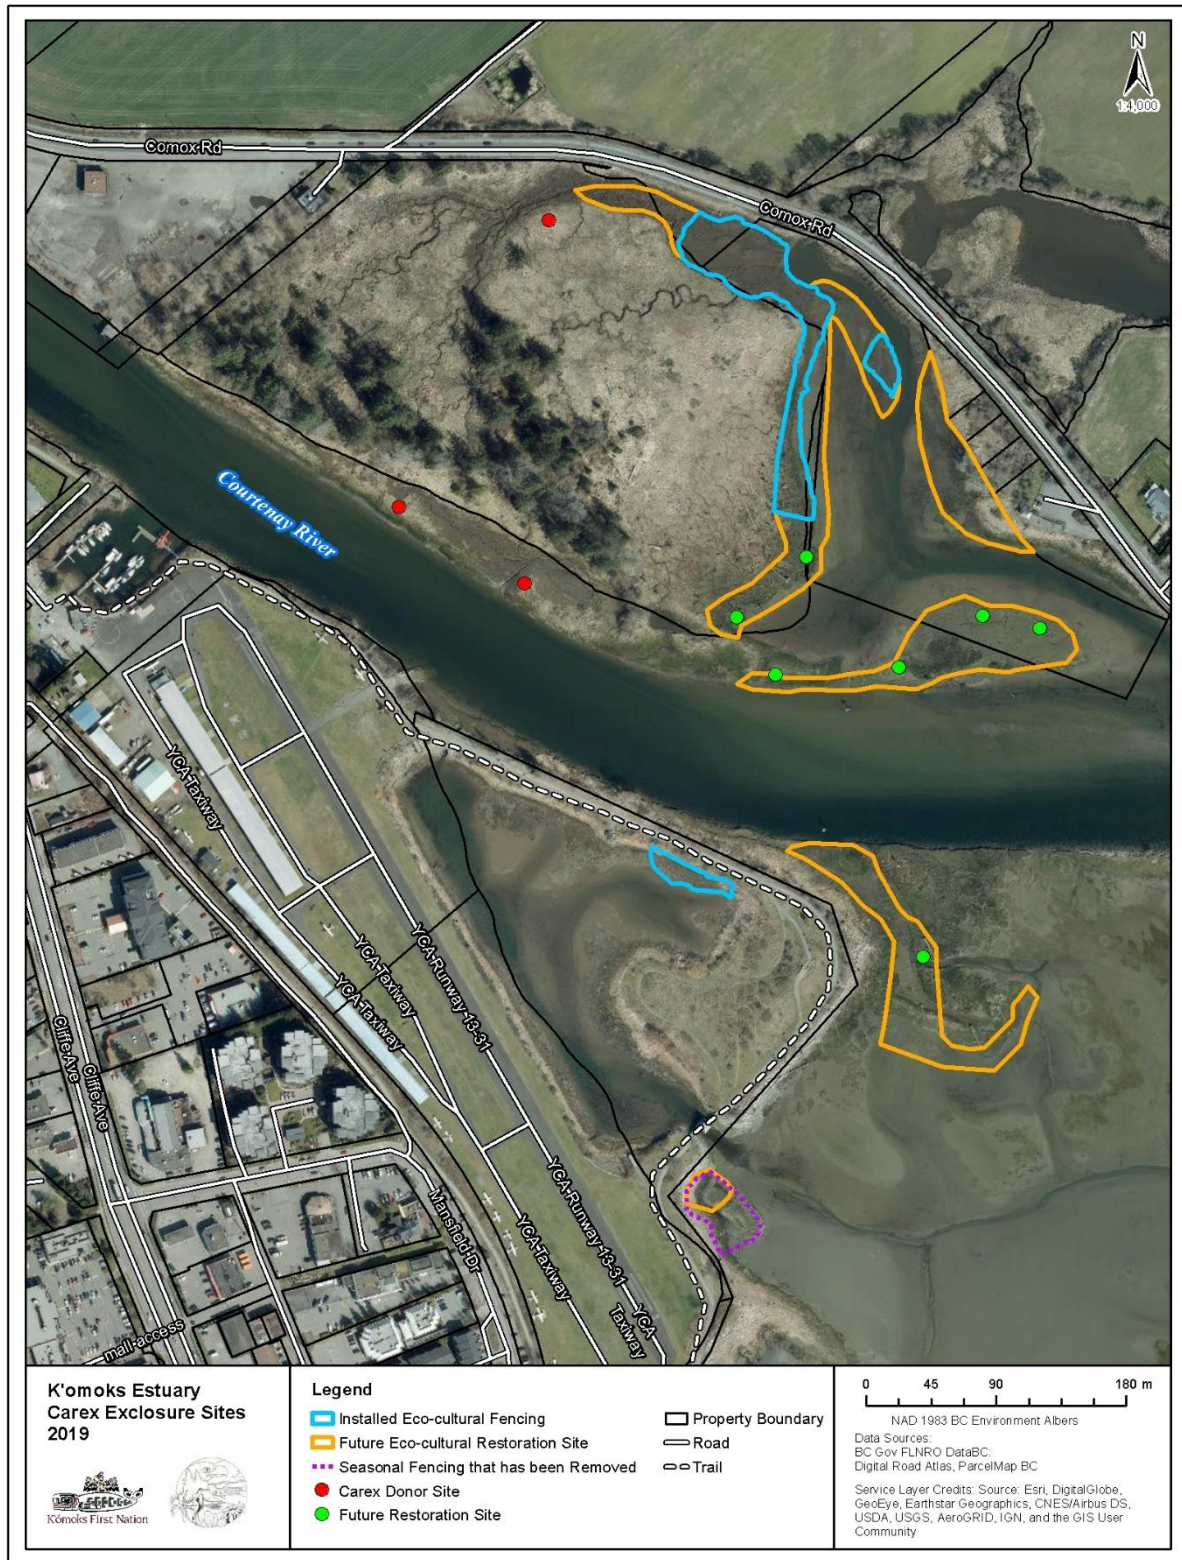 N
1:4,000
Comox Rd
Comox Rd
Courtenay River
YCA-Taxiway
YCA-Runway-13-31
YCA-Taxiway
YCA-Taxiway
Cliffe-Ave
Cliffe-Ave
Mansfield-Dr
YCA-Runway-13-31
YCA-Taxiway
YCA
Taxiway
mall-access
K'omoks Estuary
Carex Exclosure Sites
2019
K'ómoks First Nation
Legend
Installed Eco-cultural Fencing
Future Eco-cultural Restoration Site
Seasonal Fencing that has been Removed
Carex Donor Site
Future Restoration Site
Property Boundary
Road
Trail
0 45 90 180 m
NAD 1983 BC Environment Albers
Data Sources:
BC Gov FLNRO DataBC:
Digital Road Atlas, ParcelMap BC
Service Layer Credits: Source: Esri, DigitalGlobe,
GeoEye, Earthstar Geographics, CNES/Airbus DS,
USDA, USGS, AeroGRID, IGN, and the GIS User
Community